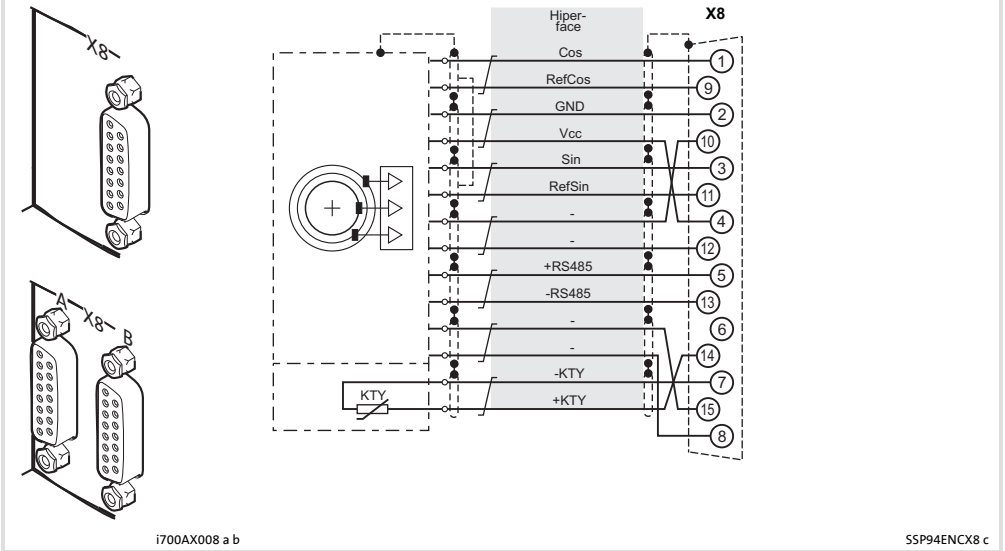 X8
Hiper-
face
X8
Cos
1
RefCos
9
GND
2
Vcc
10
Sin
3
RefSin
11
-
4
-
12
+RS485
5
-RS485
13
-
6
-
14
-KTY
7
KTY
+KTY
15
8
A
X8
B
i700AX008 a b
SSP94ENCX8 c